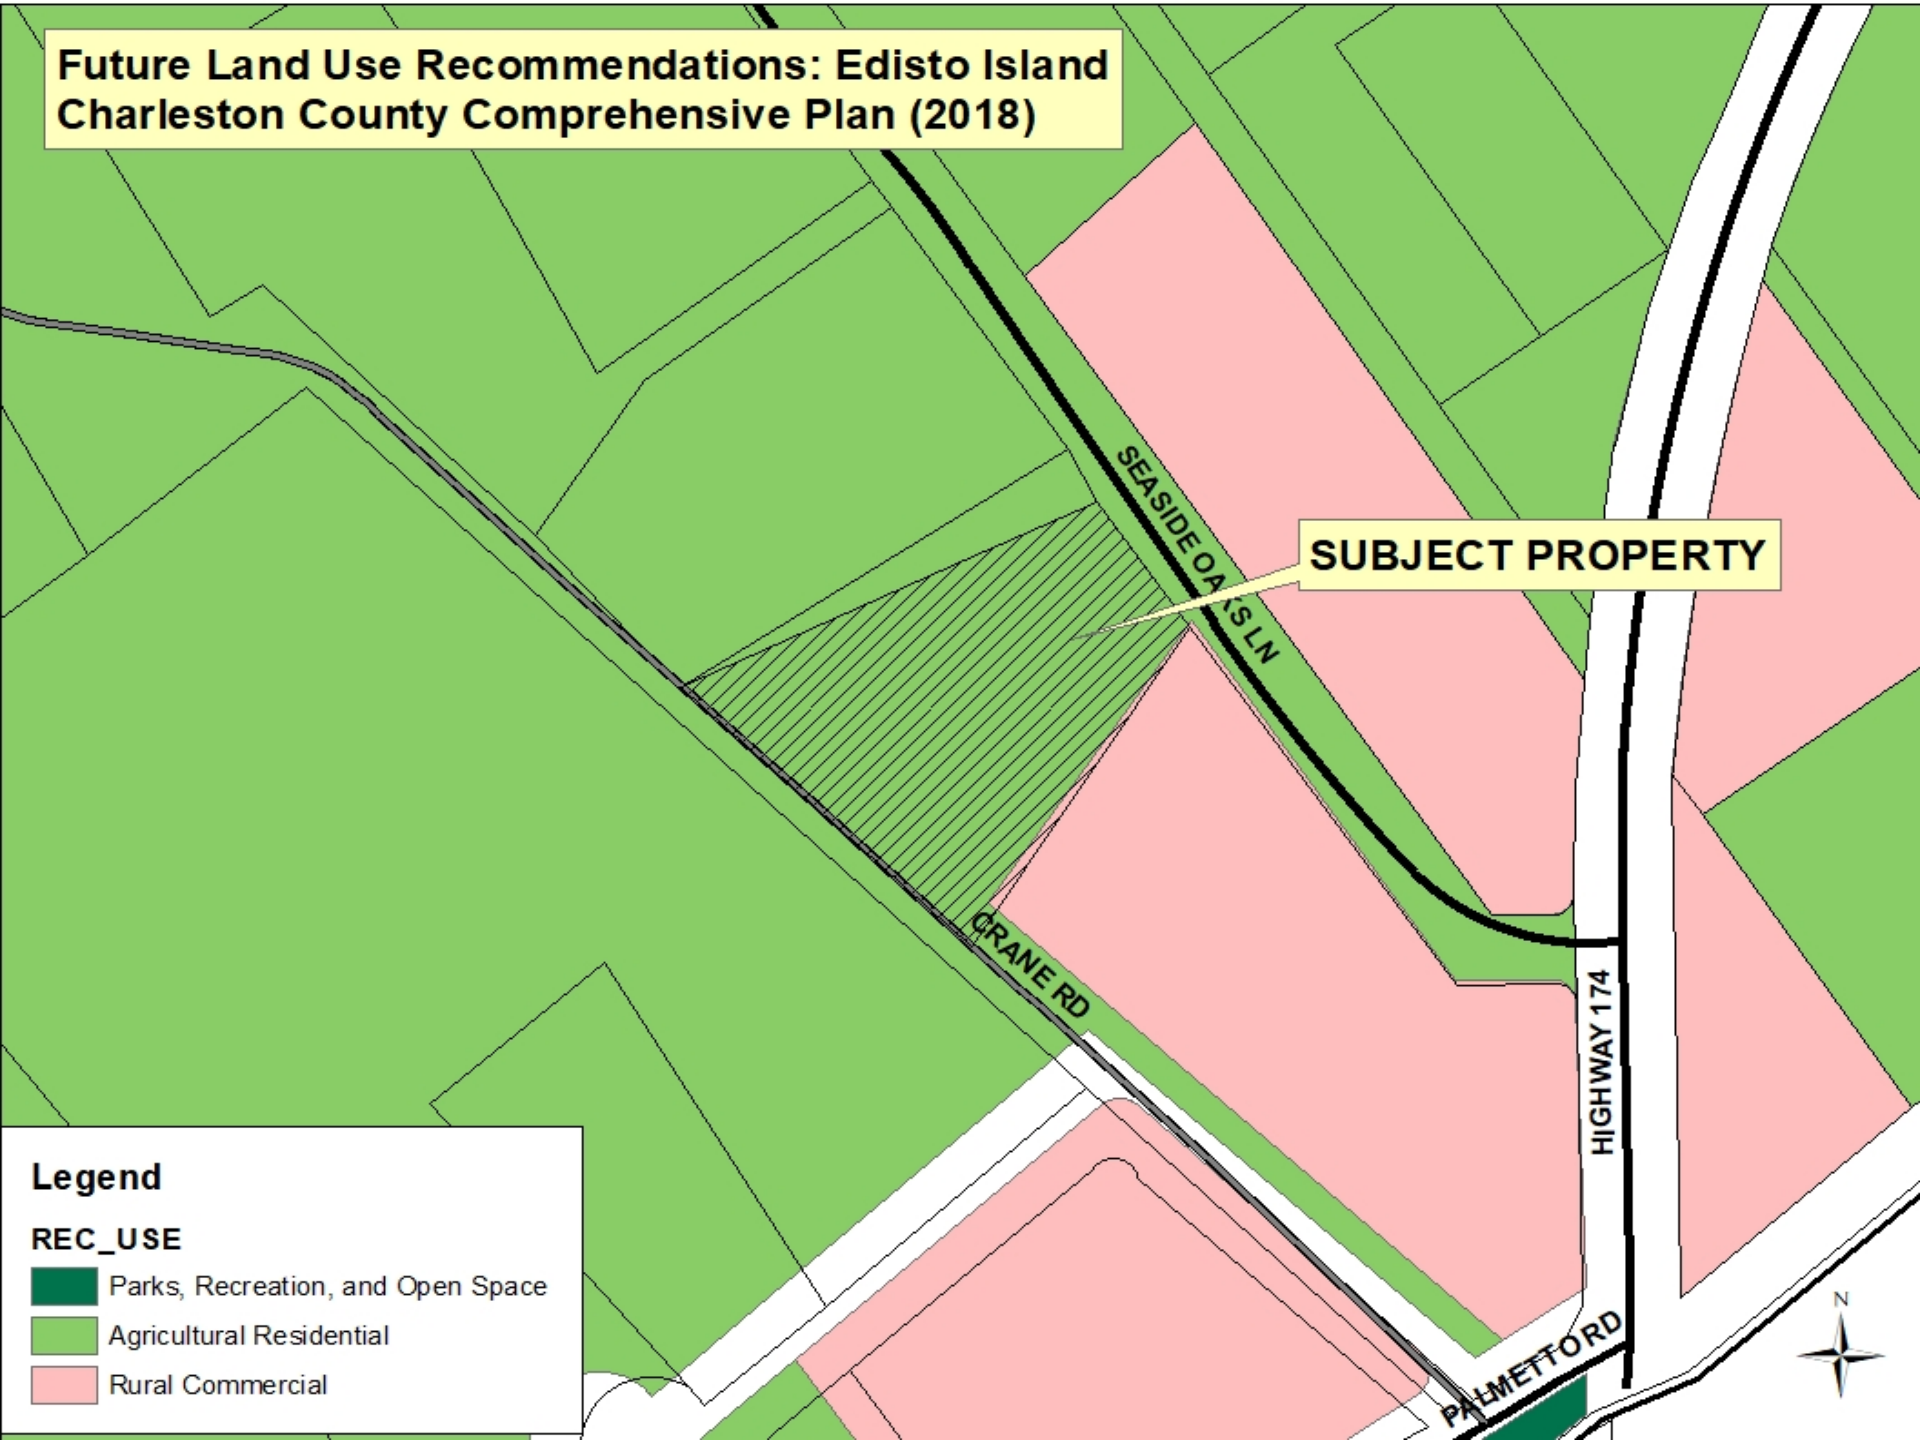 Future Land Use Recommendations: Edisto Island
Charleston County Comprehensive Plan (2018)
SEASIDE OAKS LN
SUBJECT PROPERTY
CRANE RD
HIGHWAY 174
PALMETTO RD
Legend
REC_USE
Parks, Recreation, and Open Space
Agricultural Residential
Rural Commercial
N